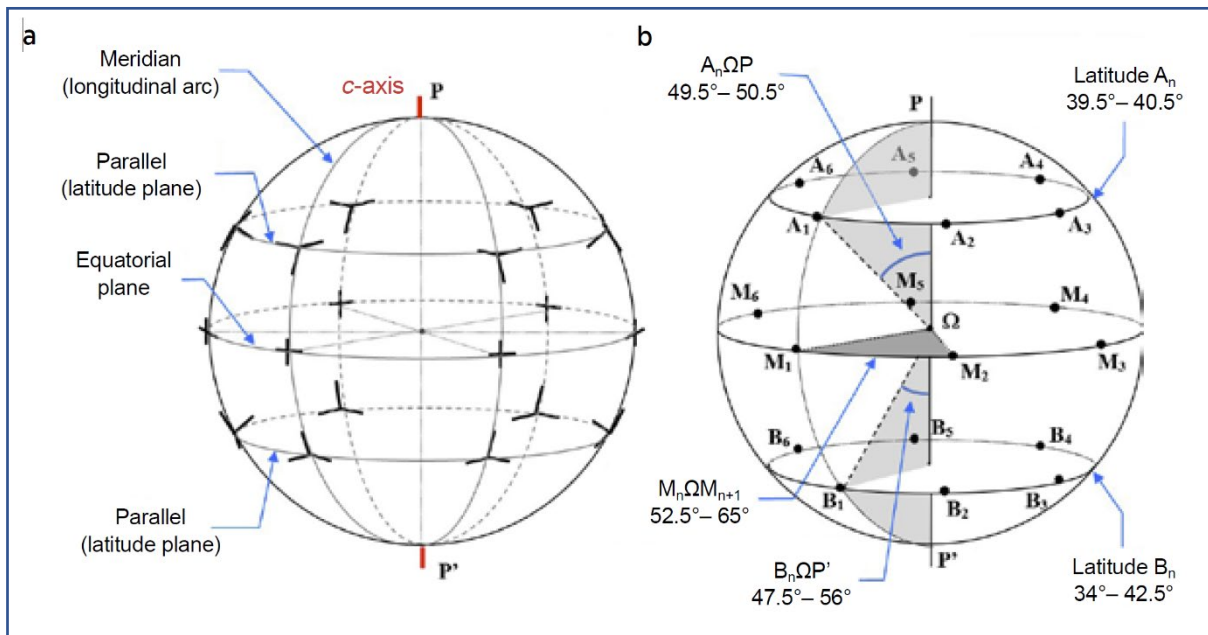 a
Meridian
(longitudinal arc)
c-axis
P
Parallel
(latitude plane)
Equatorial
plane
Parallel
(latitude plane)
P'
b
AₙΩP
49.5°– 50.5°
Latitude Aₙ
39.5°– 40.5°
P
A₆
A₅
A₄
A₁
A₂
A₃
M₆
M₅
M₄
Ω
M₁
M₂
M₃
B₆
B₅
B₄
B₁
B₂
B₃
MₙΩMₙ₊₁
52.5°– 65°
BₙΩP'
47.5°– 56°
P'
Latitude Bₙ
34°– 42.5°